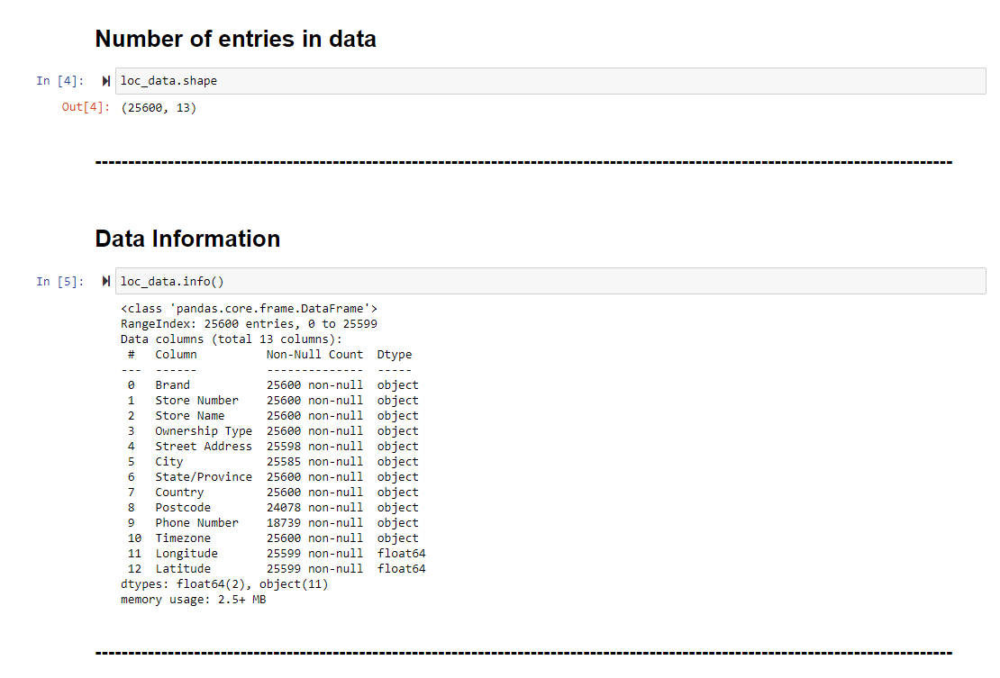 Number of entries in data
In [4]: loc_data.shape
Out[4]: (25600, 13)
----------------------------------------------------------------------------------------------------------------------------------------
Data Information
In [5]: loc_data.info()
<class 'pandas.core.frame.DataFrame'>
RangeIndex: 25600 entries, 0 to 25599
Data columns (total 13 columns):
 #   Column          Non-Null Count  Dtype
---  ------          --------------  -----
 0   Brand           25600 non-null  object
 1   Store Number    25600 non-null  object
 2   Store Name      25600 non-null  object
 3   Ownership Type  25600 non-null  object
 4   Street Address  25598 non-null  object
 5   City            25585 non-null  object
 6   State/Province  25600 non-null  object
 7   Country         25600 non-null  object
 8   Postcode        24078 non-null  object
 9   Phone Number    18739 non-null  object
 10  Timezone        25600 non-null  object
 11  Longitude       25599 non-null  float64
 12  Latitude        25599 non-null  float64
dtypes: float64(2), object(11)
memory usage: 2.5+ MB
----------------------------------------------------------------------------------------------------------------------------------------